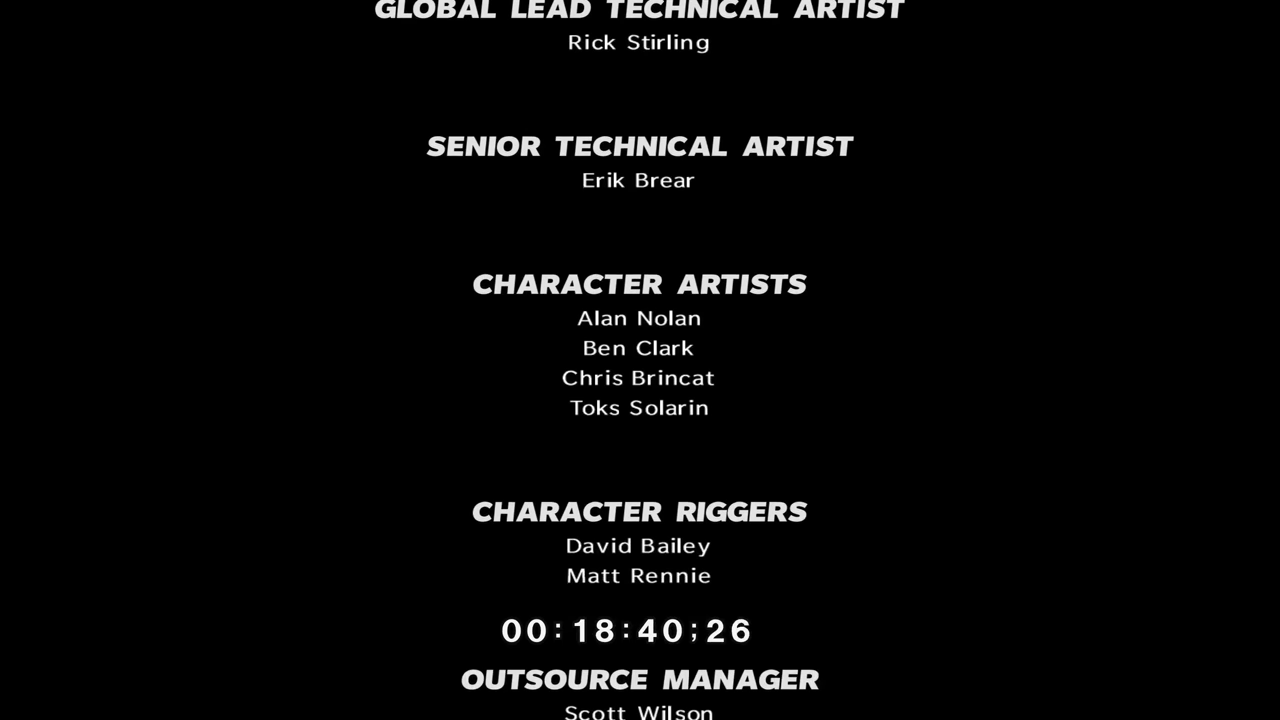 GLOBAL LEAD TECHNICAL ARTIST
Rick Stirling
SENIOR TECHNICAL ARTIST
Erik Brear
CHARACTER ARTISTS
Alan Nolan
Ben Clark
Chris Brincat
Toks Solarin
CHARACTER RIGGERS
David Bailey
Matt Rennie
00:18:40;26
OUTSOURCE MANAGER
Scott Wilson